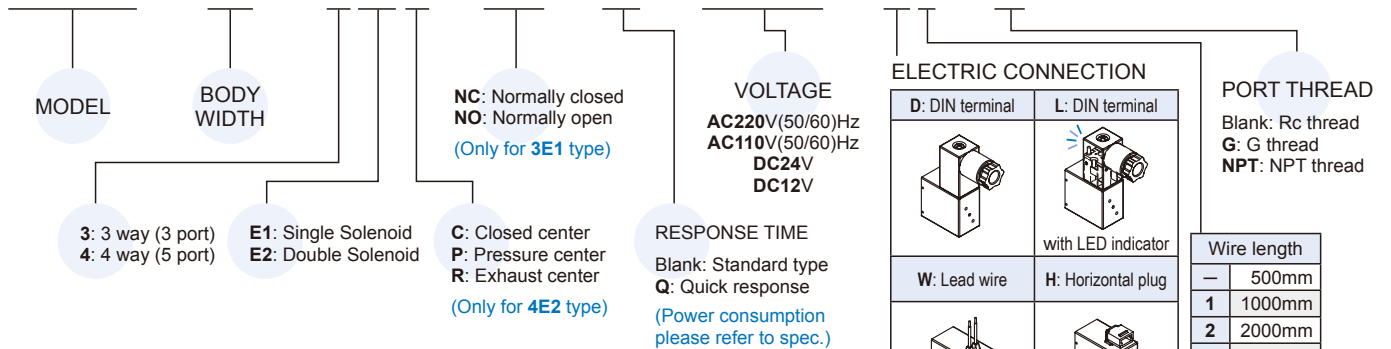 MODEL
BODY
WIDTH
3: 3 way (3 port)
4: 4 way (5 port)
E1: Single Solenoid
E2: Double Solenoid
NC: Normally closed
NO: Normally open
(Only for 3E1 type)
C: Closed center
P: Pressure center
R: Exhaust center
(Only for 4E2 type)
RESPONSE TIME
Blank: Standard type
Q: Quick response
(Power consumption
please refer to spec.)
VOLTAGE
AC220V(50/60)Hz
AC110V(50/60)Hz
DC24V
DC12V
ELECTRIC CONNECTION
D: DIN terminal
L: DIN terminal
with LED indicator
W: Lead wire
H: Horizontal plug
Wire length
— 500mm
1 1000mm
2 2000mm
PORT THREAD
Blank: Rc thread
G: G thread
NPT: NPT thread